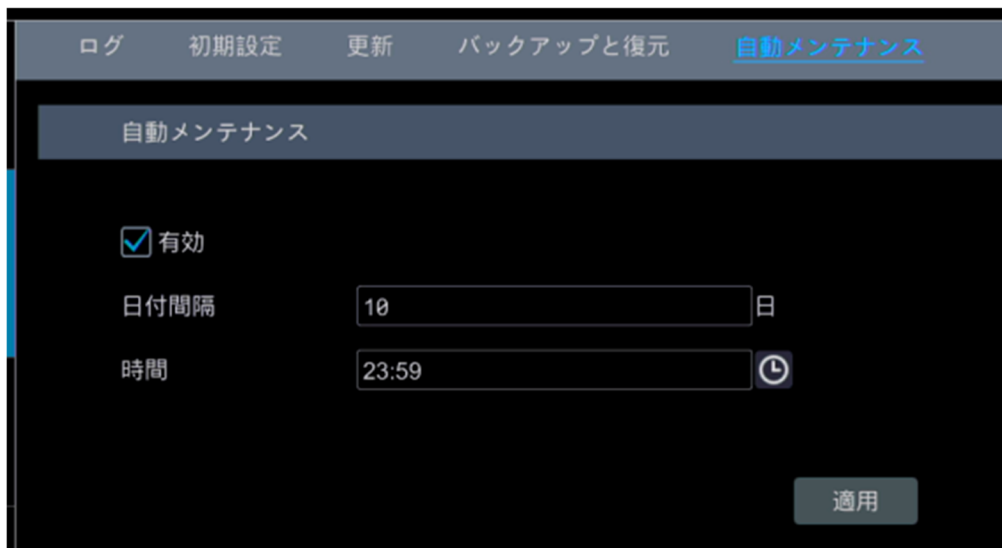 ログ 初期設定 更新 バックアップと復元 自動メンテナンス
自動メンテナンス
有効
日付間隔 10 日
時間 23:59
適用